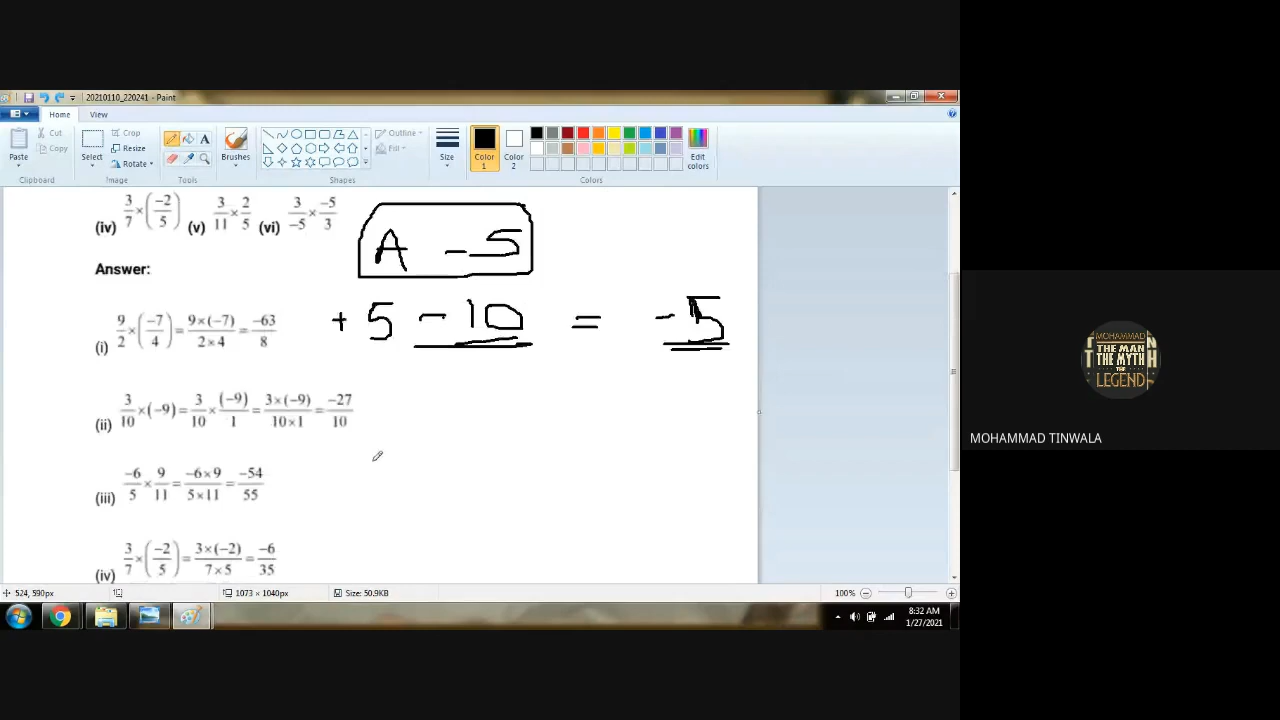 20210110_220241 - Paint
Home View
Paste
Cut
Copy
Clipboard
Select
Crop
Resize
Rotate
Image
A
Tools
Brushes
Outline
Fill
Shapes
Size
Color 1
Color 2
Edit colors
Colors
(iv) 3/7 × (-2/5) (v) 3/11 × 2/5 (vi) 3/-5 × -5/3
A -5
Answer:
+ 5 - 10 = -5
(i) 9/2 × (-7/4) = 9×(-7)/2×4 = -63/8
(ii) 3/10 × (-9) = 3/10 × (-9)/1 = 3×(-9)/10×1 = -27/10
(iii) -6/5 × 9/11 = -6×9/5×11 = -54/55
(iv) 3/7 × (-2/5) = 3×(-2)/7×5 = -6/35
524, 590px
1073 × 1040px
Size: 50.9KB
100%
8:32 AM
1/27/2021
MOHAMMAD
THE MAN
THE MYTH
THE
LEGEND
MOHAMMAD TINWALA